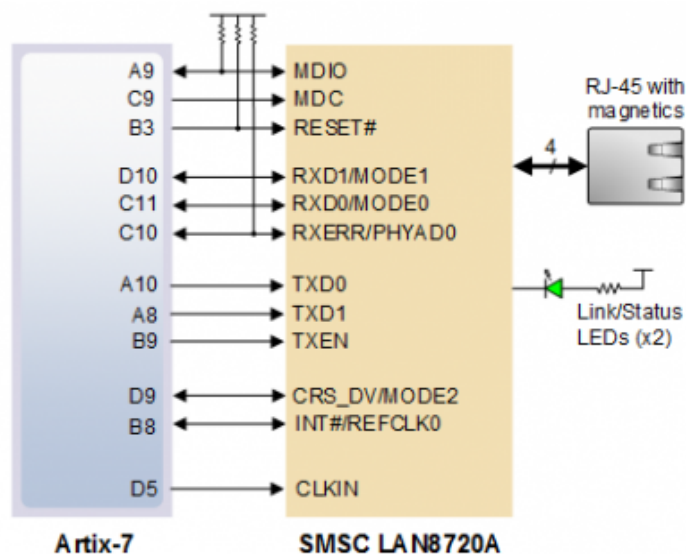 A9 MDIO
C9 MDC
B3 RESET#
RJ-45 with
magnetics
4
D10 RXD1/MODE1
C11 RXD0/MODE0
C10 RXERR/PHYAD0
A10 TXD0
A8 TXD1
B9 TXEN
Link/Status
LEDs (x2)
D9 CRS_DV/MODE2
B8 INT#/REFCLK0
D5 CLKIN
Artix-7 SMSC LAN8720A